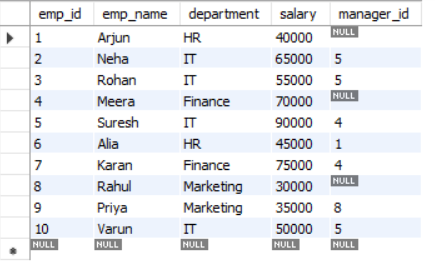 emp_id emp_name department salary manager_id
1 Arjun HR 40000 NULL
2 Neha IT 65000 5
3 Rohan IT 55000 5
4 Meera Finance 70000 NULL
5 Suresh IT 90000 4
6 Alia HR 45000 1
7 Karan Finance 75000 4
8 Rahul Marketing 30000 NULL
9 Priya Marketing 35000 8
10 Varun IT 50000 5
NULL NULL NULL NULL NULL